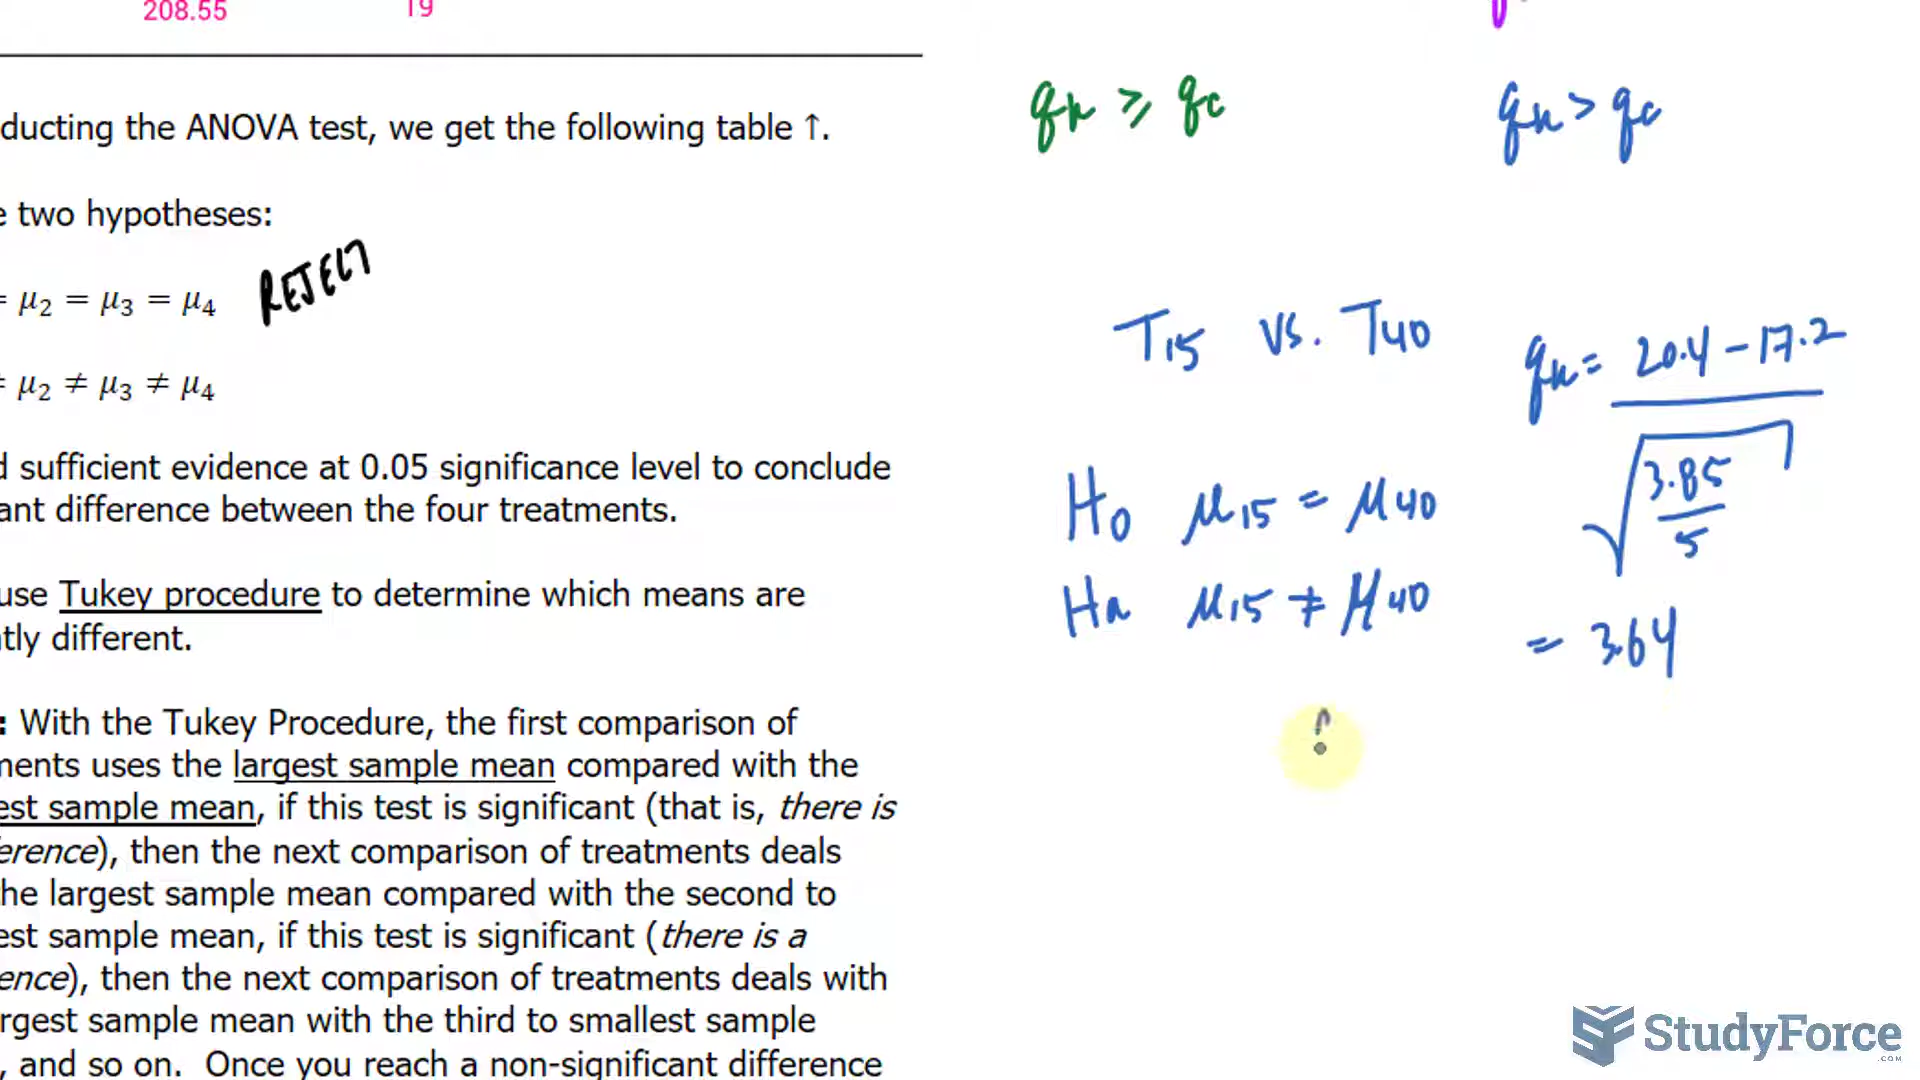 208.55 19
ducting the ANOVA test, we get the following table ↑.
e two hypotheses:
= μ₂ = μ₃ = μ₄ REJECT
≠ μ₂ ≠ μ₃ ≠ μ₄
d sufficient evidence at 0.05 significance level to conclude
ant difference between the four treatments.
use Tukey procedure to determine which means are
tly different.
: With the Tukey Procedure, the first comparison of
ments uses the largest sample mean compared with the
est sample mean, if this test is significant (that is, there is
erence), then the next comparison of treatments deals
he largest sample mean compared with the second to
est sample mean, if this test is significant (there is a
ence), then the next comparison of treatments deals with
rgest sample mean with the third to smallest sample
, and so on. Once you reach a non-significant difference
qn ≥ qc
qn > qc
T15 vs. T40
H0 μ15 = μ40
Ha μ15 ≠ μ40
qn = 20.4 - 17.2
√ 3.85
5
= 3.64
StudyForce
.COM